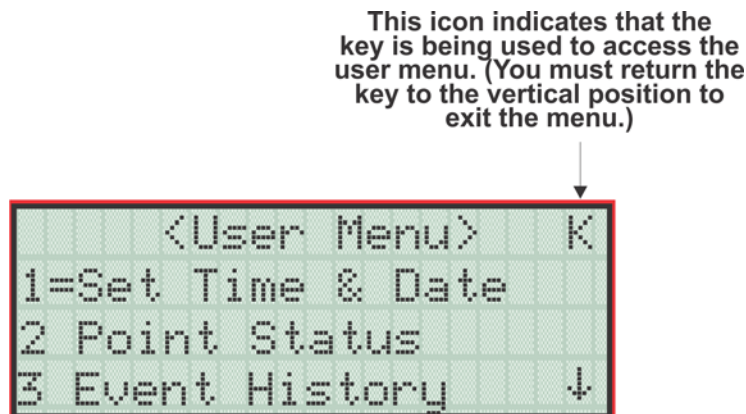 This icon indicates that the
key is being used to access the
user menu. (You must return the
key to the vertical position to
exit the menu.)
<User Menu> K
1=Set Time & Date
2 Point Status
3 Event History ↓